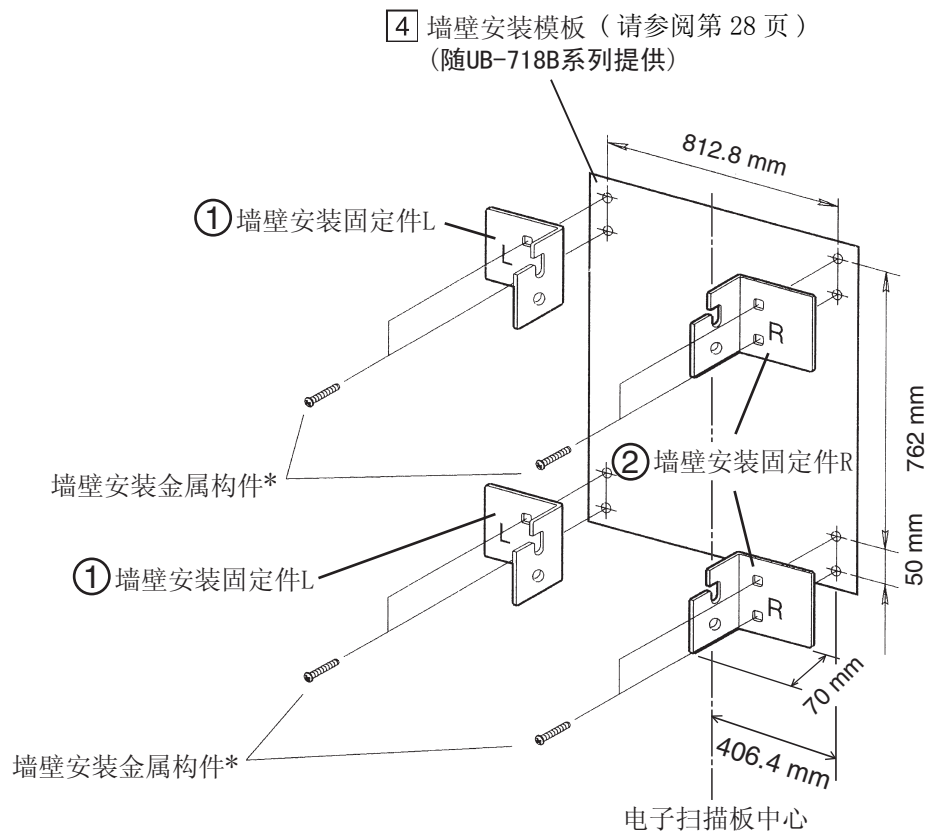 4 墙壁安装模板（请参阅第 28 页）
(随UB-718B系列提供)
812.8 mm
①墙壁安装固定件L
L
R
762 mm
②墙壁安装固定件R
墙壁安装金属构件*
L
50 mm
①墙壁安装固定件L
R
70 mm
406.4 mm
墙壁安装金属构件*
电子扫描板中心